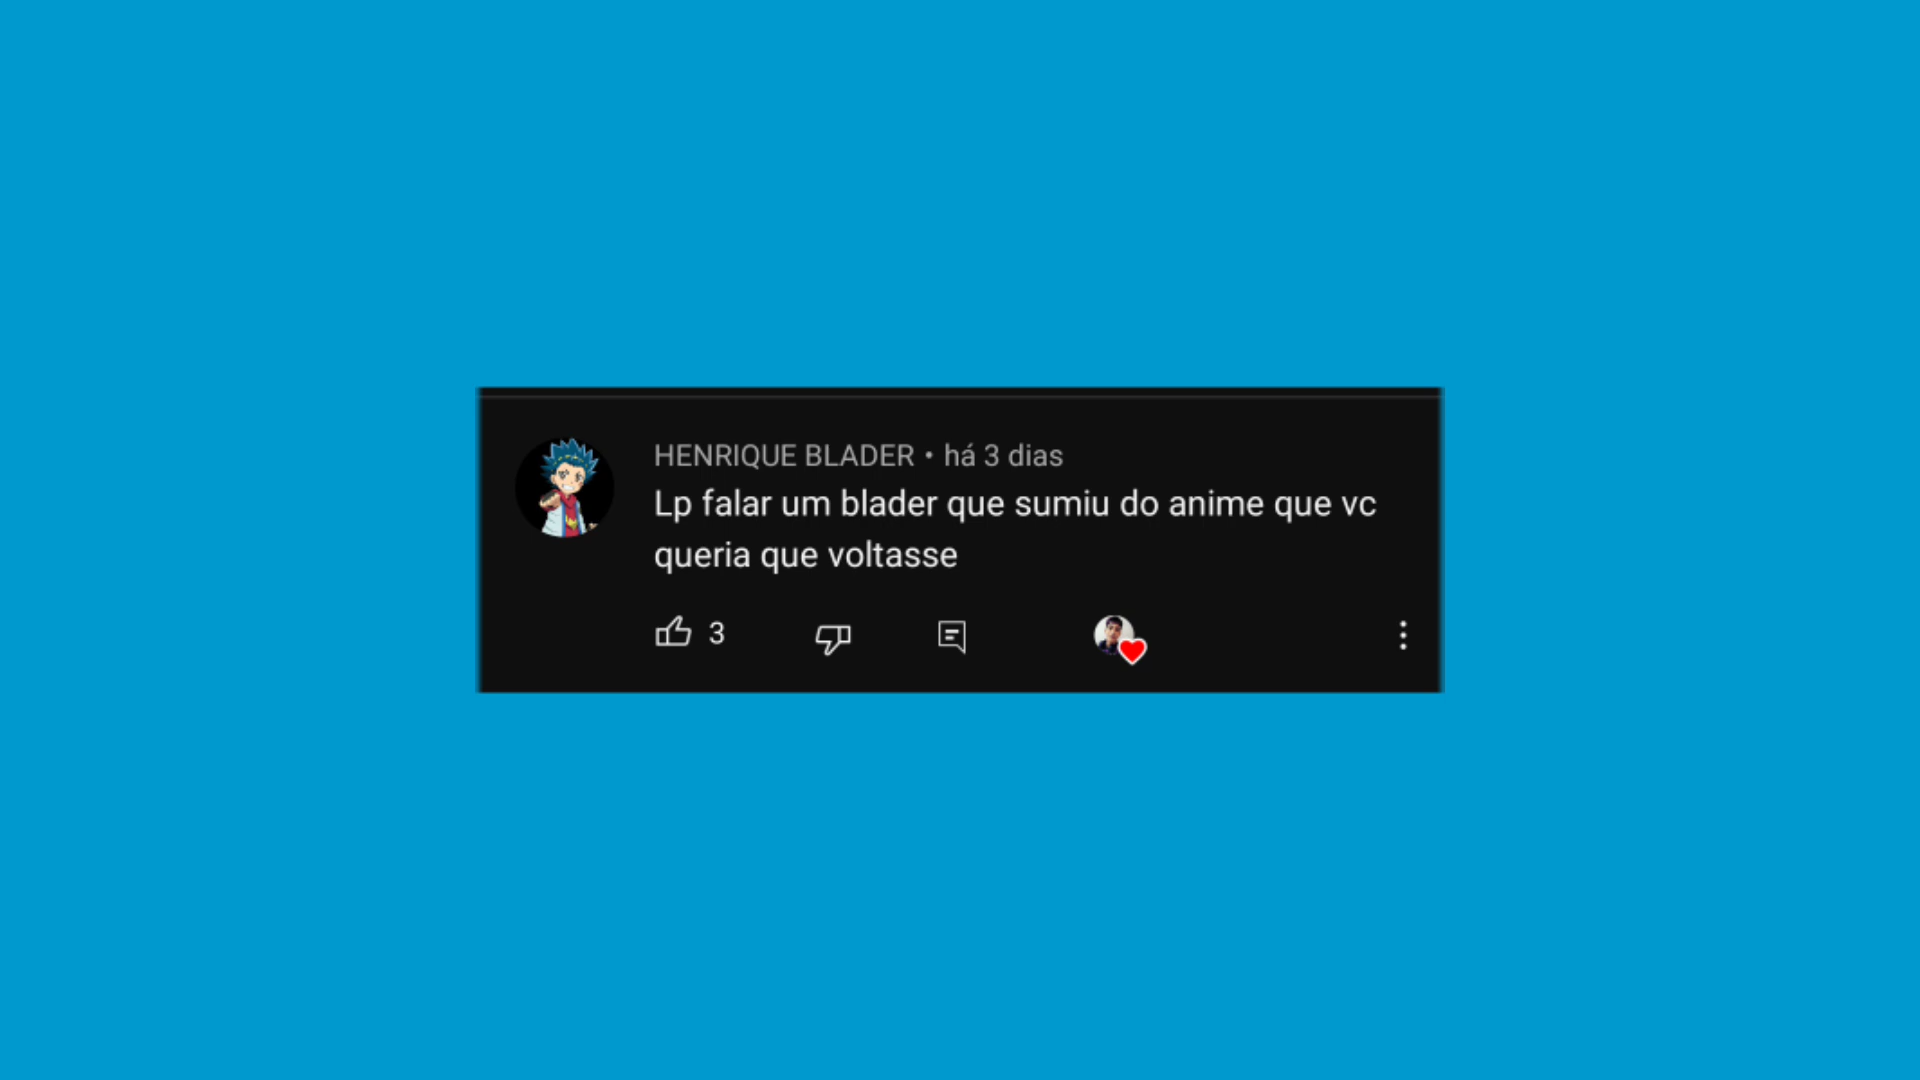 HENRIQUE BLADER • há 3 dias
Lp falar um blader que sumiu do anime que vc
queria que voltasse
3